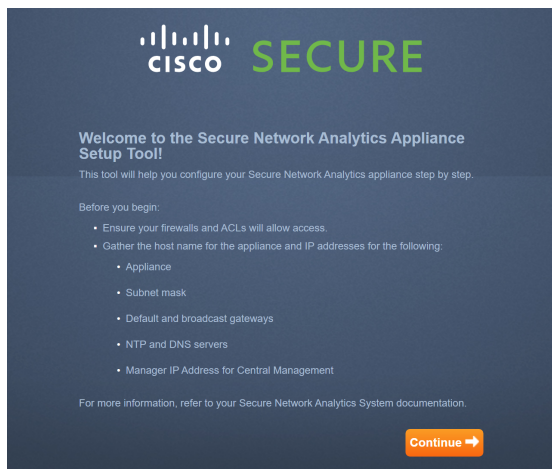 CISCO SECURE
Welcome to the Secure Network Analytics Appliance
Setup Tool!
This tool will help you configure your Secure Network Analytics appliance step by step.
Before you begin:
• Ensure your firewalls and ACLs will allow access.
• Gather the host name for the appliance and IP addresses for the following:
• Appliance
• Subnet mask
• Default and broadcast gateways
• NTP and DNS servers
• Manager IP Address for Central Management
For more information, refer to your Secure Network Analytics System documentation.
Continue